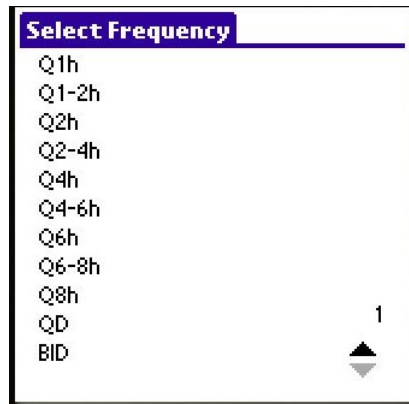 Select Frequency
Q1h
Q1-2h
Q2h
Q2-4h
Q4h
Q4-6h
Q6h
Q6-8h
Q8h
QD
1
BID